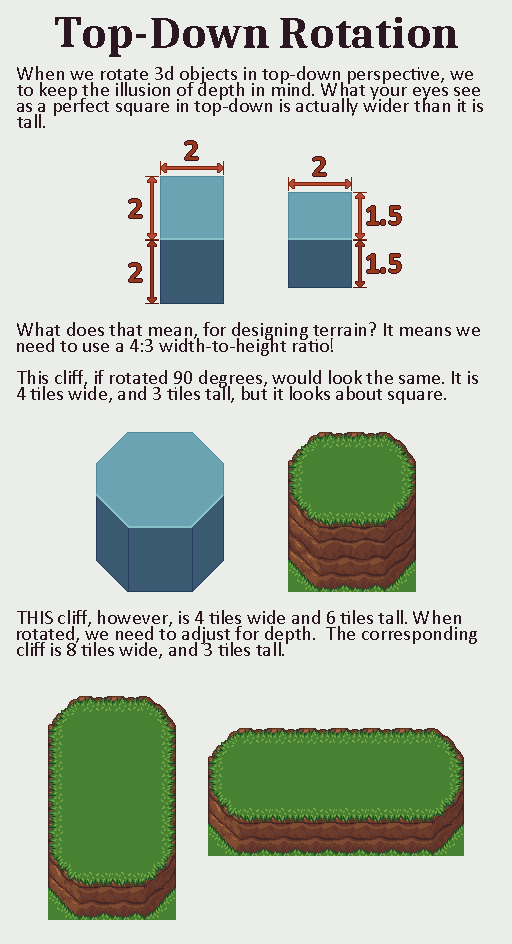 Top-Down Rotation
When we rotate 3d objects in top-down perspective, we
to keep the illusion of depth in mind. What your eyes see
as a perfect square in top-down is actually wider than it is
tall.
2
2
2
2
1.5
1.5
What does that mean, for designing terrain? It means we
need to use a 4:3 width-to-height ratio!
This cliff, if rotated 90 degrees, would look the same. It is
4 tiles wide, and 3 tiles tall, but it looks about square.
THIS cliff, however, is 4 tiles wide and 6 tiles tall. When
rotated, we need to adjust for depth.  The corresponding
cliff is 8 tiles wide, and 3 tiles tall.